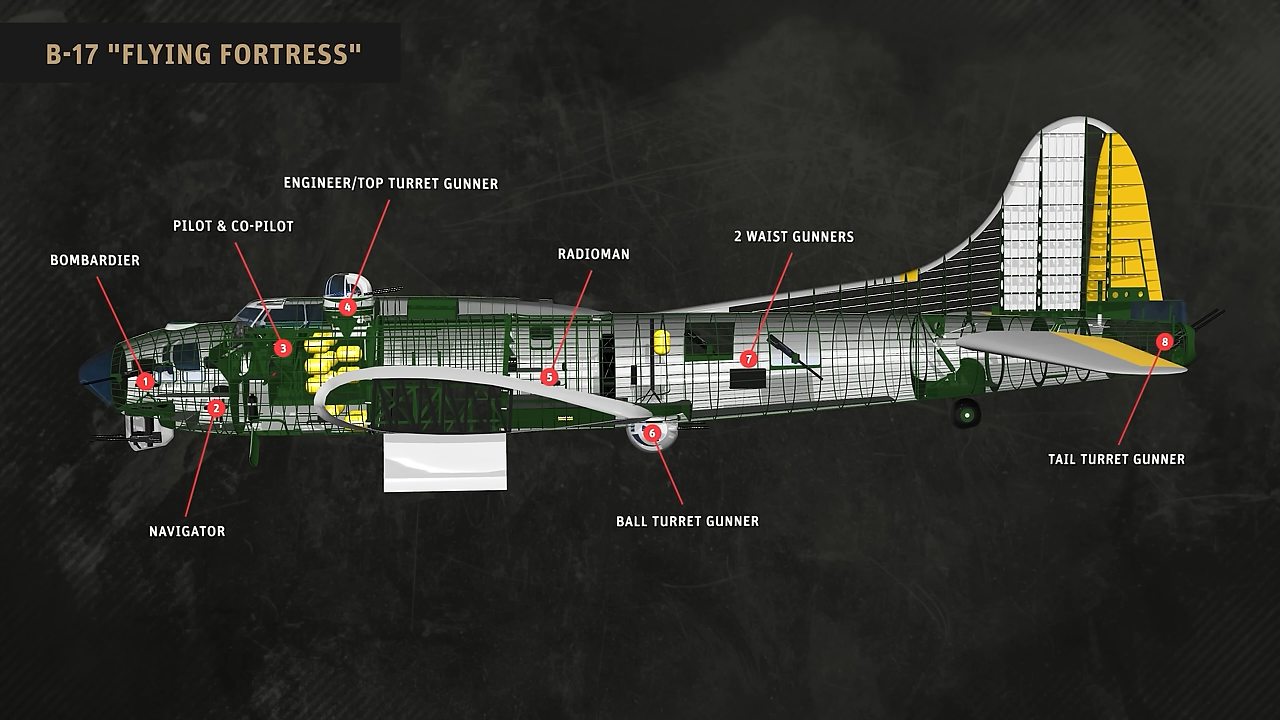 B-17 "FLYING FORTRESS"
ENGINEER/TOP TURRET GUNNER
PILOT & CO-PILOT
2 WAIST GUNNERS
RADIOMAN
BOMBARDIER
4
8
3
7
5
1
2
6
TAIL TURRET GUNNER
BALL TURRET GUNNER
NAVIGATOR